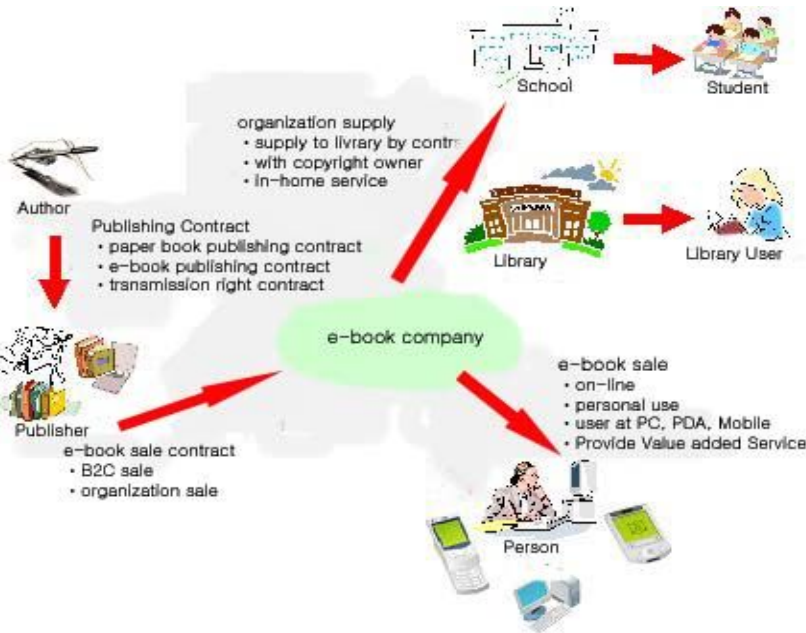 School
Student
organization supply
• supply to livrary by contr
• with copyright owner
• in-home service
Author
Publishing Contract
• paper book publishing contract
• e-book publishing contract
• transmission right contract
Library
Library User
e-book company
e-book sale
• on-line
• personal use
• user at PC, PDA, Mobile
• Provide Value added Service
Publisher
e-book sale contract
• B2C sale
• organization sale
Person